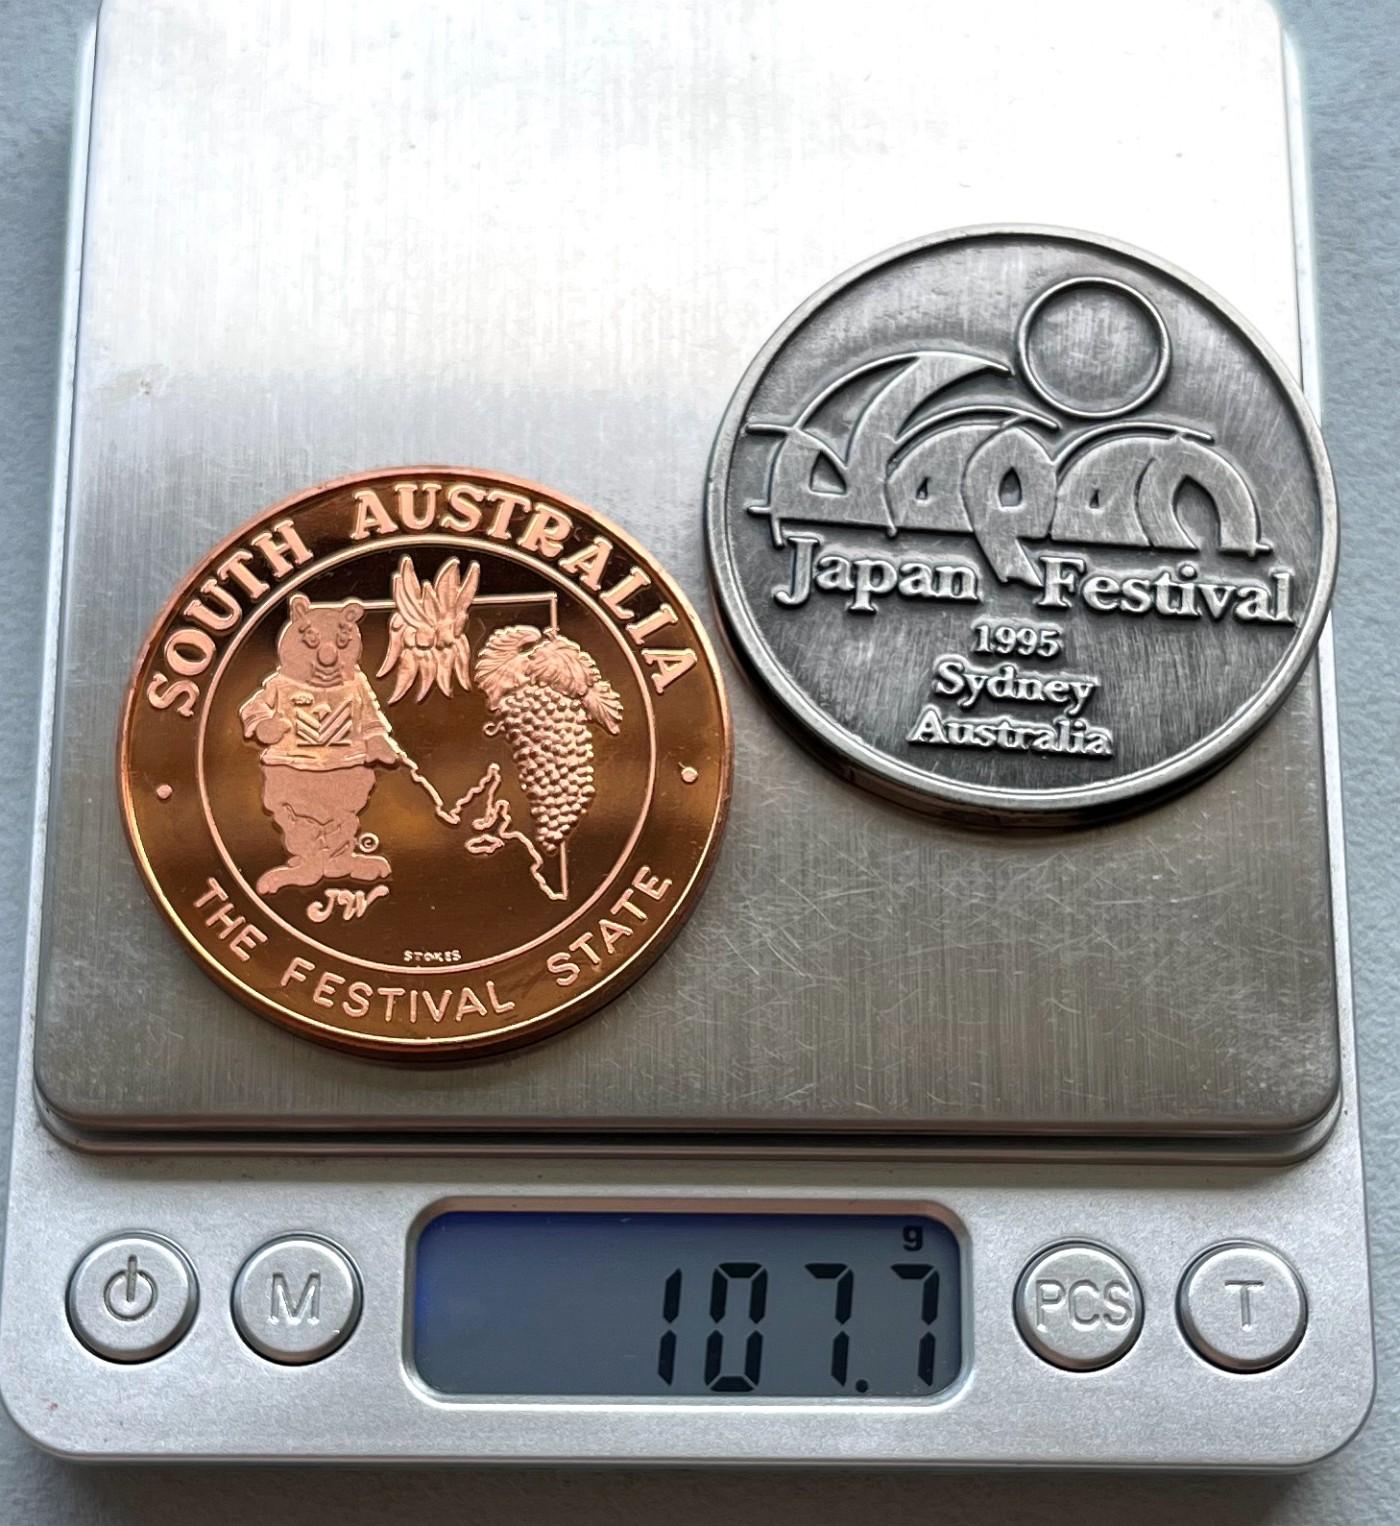 SOUTH AUSTRALIA
©
JW
STOKES
THE FESTIVAL STATE
Japan
Japan Festival
1995
Sydney
Australia
g
107.7
M
PCS
T